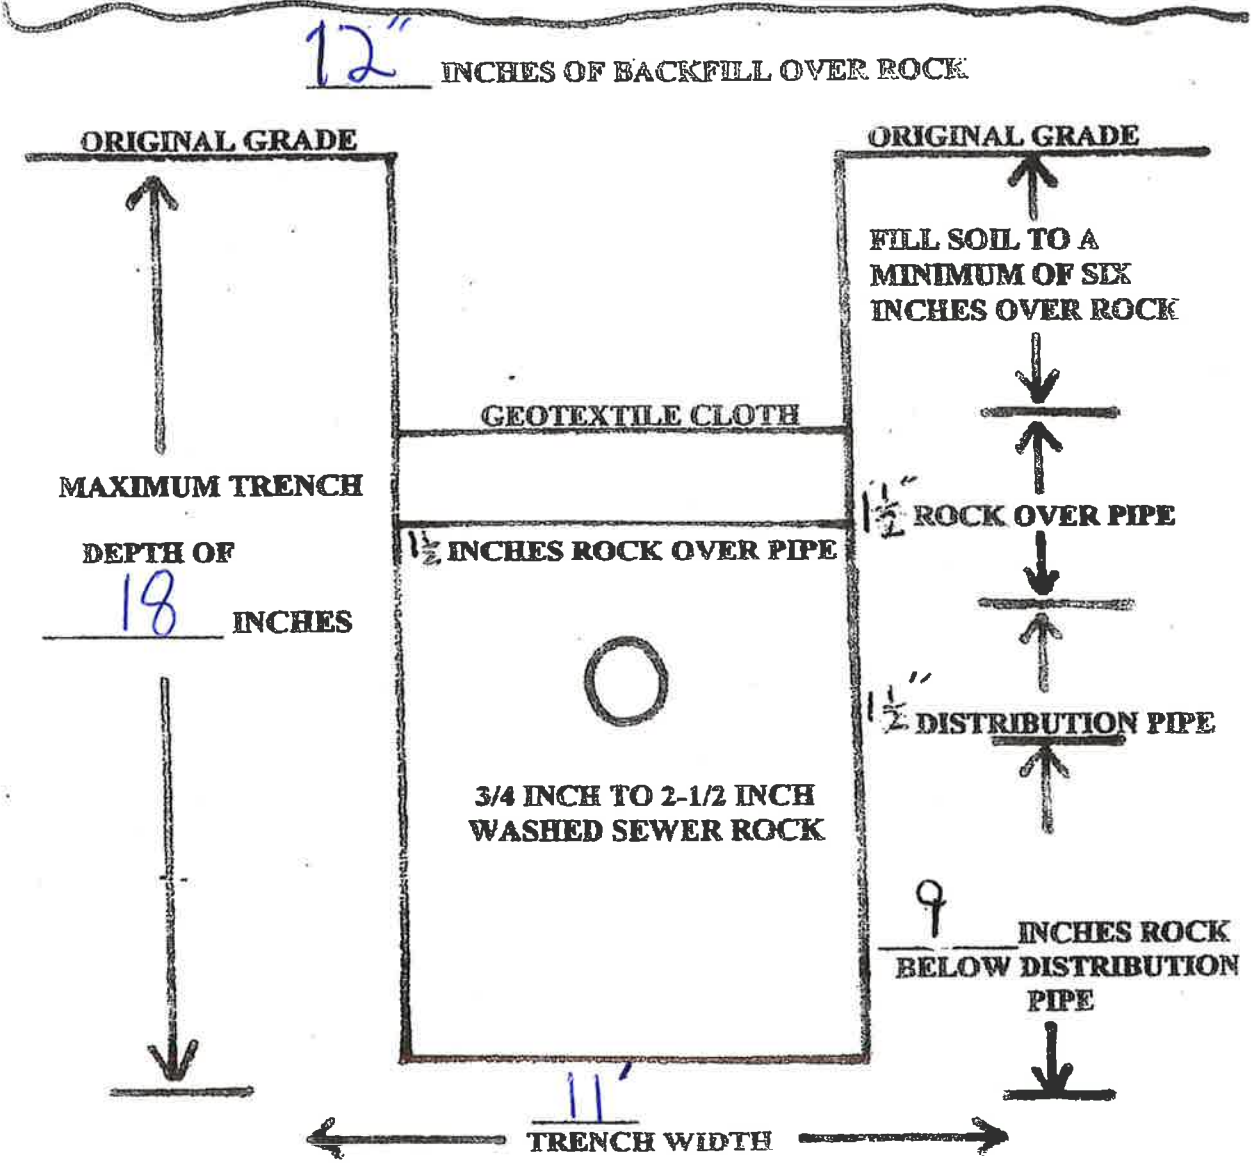 12" INCHES OF BACKFILL OVER ROCK
ORIGINAL GRADE
ORIGINAL GRADE
FILL SOIL TO A
MINIMUM OF SIX
INCHES OVER ROCK
GEOTEXTILE CLOTH
MAXIMUM TRENCH
DEPTH OF
18 INCHES
1½" ROCK OVER PIPE
1½ INCHES ROCK OVER PIPE
1½" DISTRIBUTION PIPE
3/4 INCH TO 2-1/2 INCH
WASHED SEWER ROCK
9 INCHES ROCK
BELOW DISTRIBUTION
PIPE
11'
TRENCH WIDTH